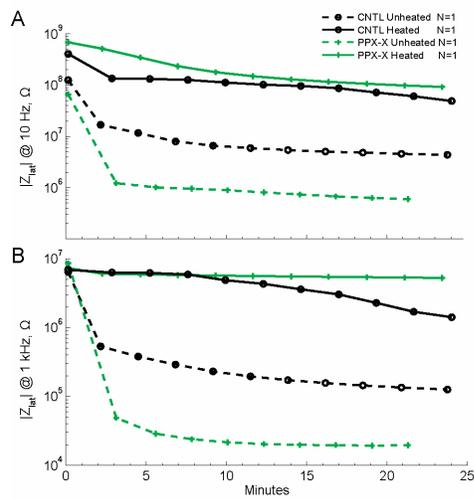 A
CNTL Unheated N=1
CNTL Heated N=1
PPX-X Unheated N=1
PPX-X Heated N=1
10⁹
10⁸
10⁷
10⁶
|Z_lat| @ 10 Hz, Ω
B
10⁷
10⁶
10⁵
10⁴
|Z_lat| @ 1 kHz, Ω
0 5 10 15 20 25
Minutes